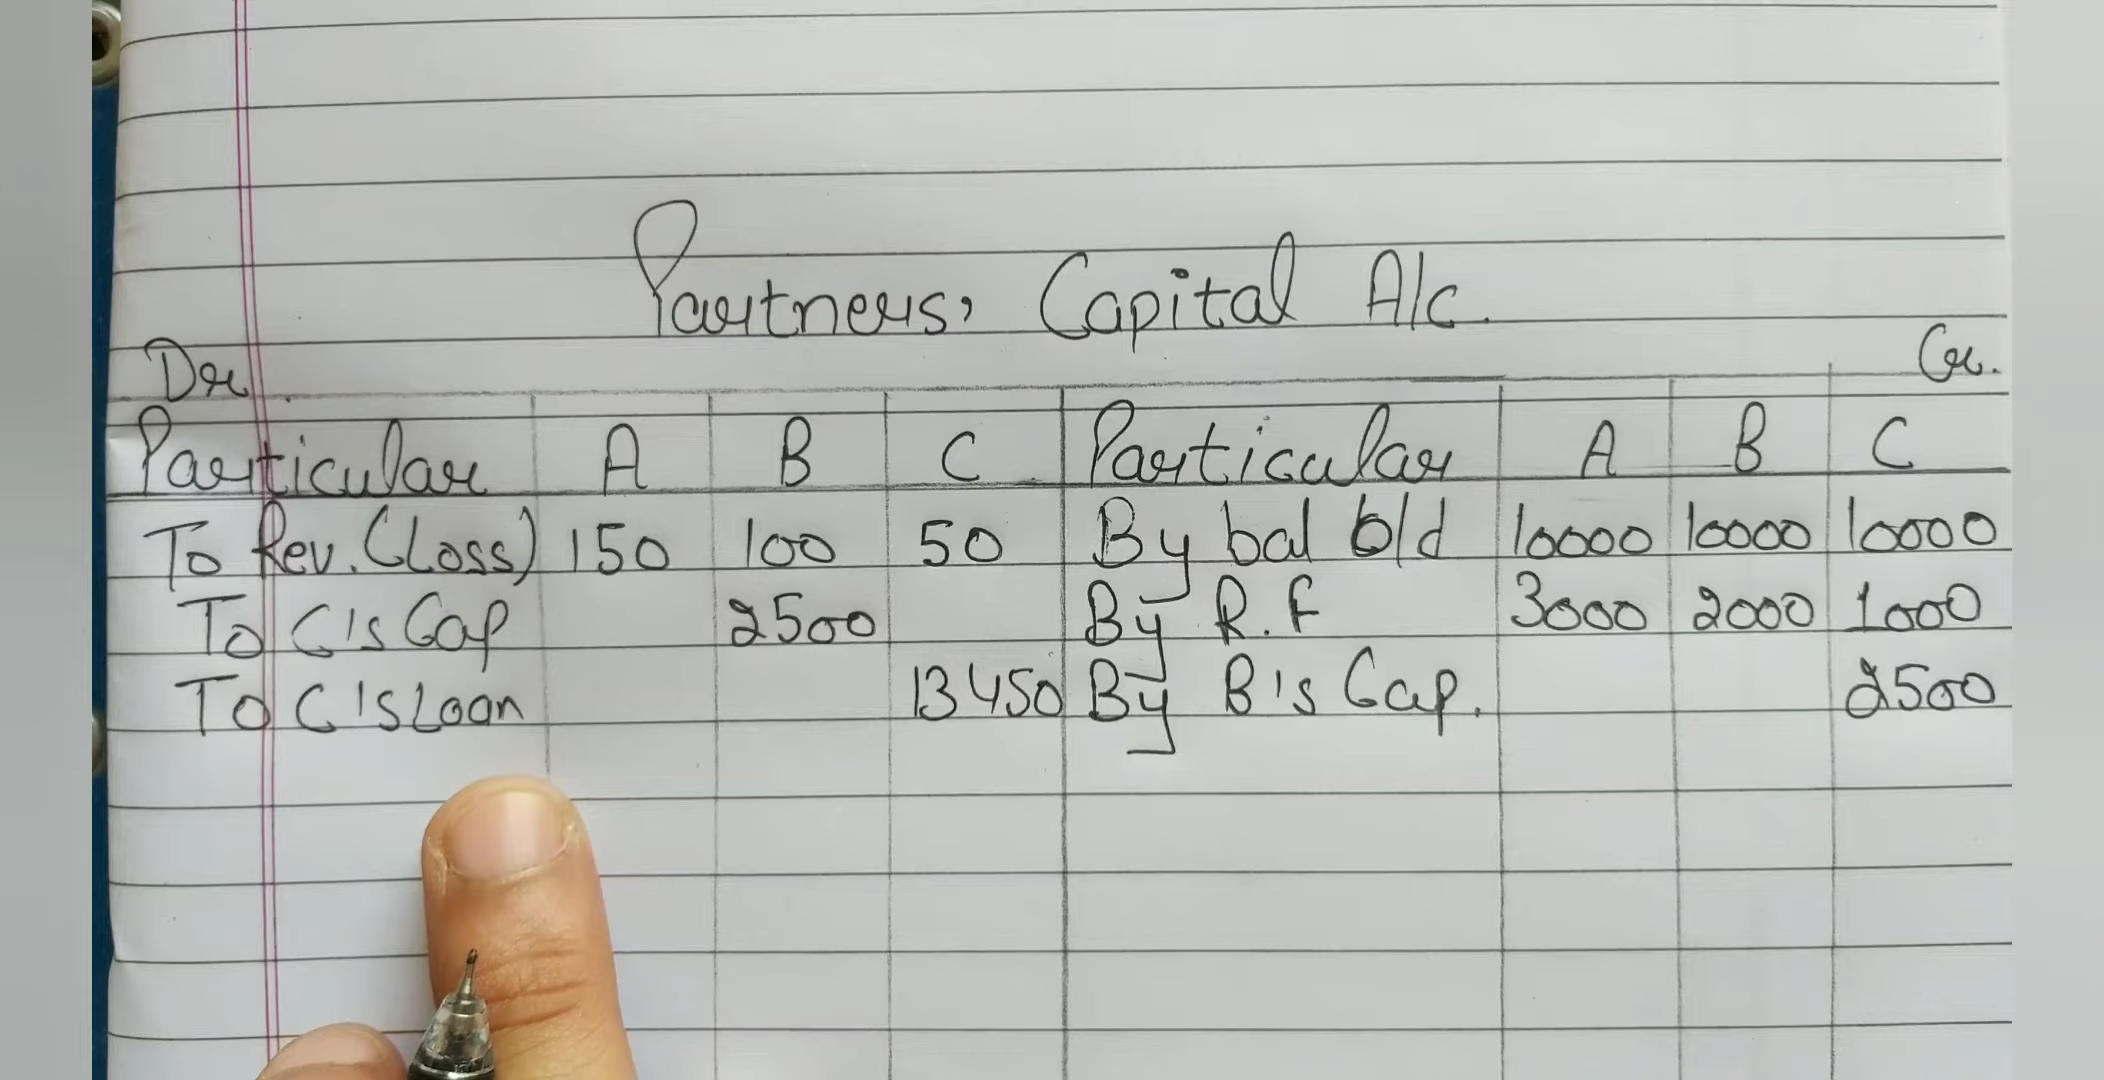 Partners' Capital A/c.
Dr. Cr.
Particular A B C Particular A B C
To Rev. (Loss) 150 100 50 By bal b/d 10000 10000 10000
To C's Cap 2500 By R.F 3000 2000 1000
To C's Loan 13450 By B's Cap. 2500